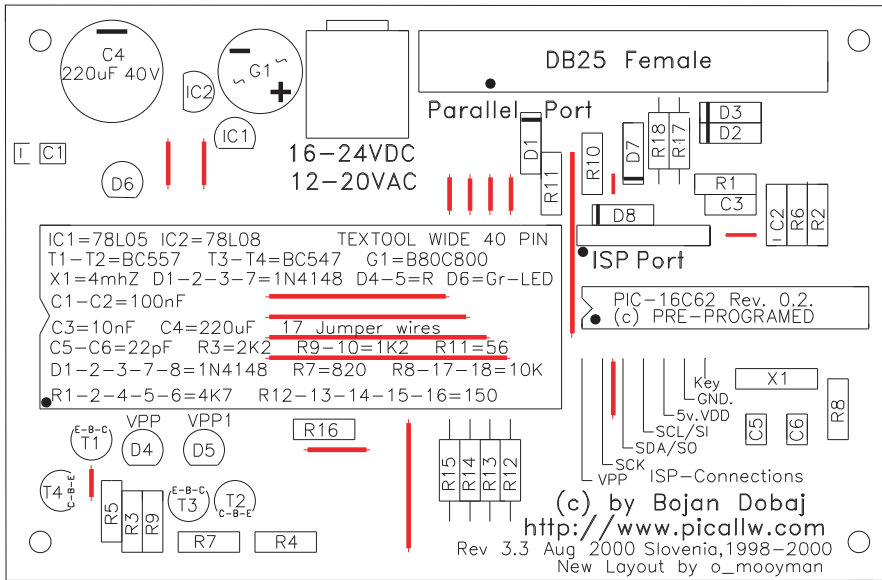 C4
220uF 40V
IC2
G1
IC1
DB25 Female
Parallel Port
16-24VDC
12-20VAC
I C1
D6
D1
R11
R10
D7
R18
R17
D3
D2
R1
C3
I C2
R6
R2
D8
ISP Port
IC1=78L05 IC2=78L08 TEXTOOL WIDE 40 PIN
T1-T2=BC557 T3-T4=BC547 G1=B80C800
X1=4mhZ D1-2-3-7=1N4148 D4-5=R D6=Gr-LED
C1-C2=100nF
C3=10nF C4=220uF 17 Jumper wires
C5-C6=22pF R3=2K2 R9-10=1K2 R11=56
D1-2-3-7-8=1N4148 R7=820 R8-17-18=10K
R1-2-4-5-6=4K7 R12-13-14-15-16=150
PIC-16C62 Rev. 0.2.
(c) PRE-PROGRAMED
Key
GND.
5v.VDD
SCL/SI
SDA/SO
SCK
VPP
ISP-Connections
X1
C5
C6
R8
VPP VPP1
E-B-C
T1
D4
D5
T4
C-B-E
E-B-C
T3
T2
C-B-E
R5
R3
R9
R7
R4
R16
R15
R14
R13
R12
(c) by Bojan Dobaj
http://www.picallw.com
Rev 3.3 Aug 2000 Slovenia,1998-2000
New Layout by o_mooyman